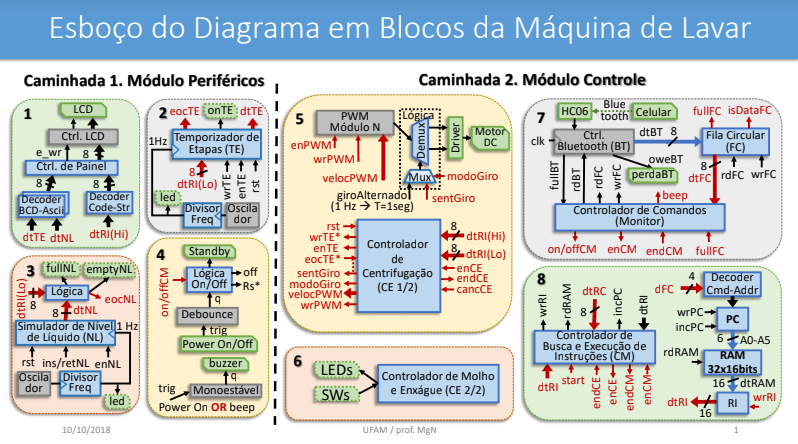 Esboço do Diagrama em Blocos da Máquina de Lavar
Caminhada 1. Módulo Periféricos
Caminhada 2. Módulo Controle
1
LCD
Ctrl. LCD
e_wr
8
Ctrl. de Painel
8
8
Decoder
BCD-Ascii
Decoder
Code-Str
dtTE
dtNL
dtRI(Hi)
2
eocTE
onTE
dtTE
1Hz
Temporizador de
Etapas (TE)
8
dtRI(Lo)
wrTE
enTE
rst
led
Divisor
Freq
Oscila
dor
3
fullNL
emptyNL
dtRI(Lo)
8
Lógica
eocNL
8
dtNL
Simulador de Nível
de Líquido (NL)
1 Hz
rst
ins/retNL
enNL
Oscila
dor
Divisor
Freq
led
4
Standby
on/offCM
Lógica
On/Off
off
Rs*
q
Debounce
trig
Power On/Off
buzzer
q
trig
Monoestável
Power On OR beep
5
PWM
Módulo N
Lógica
Demux
Driver
Motor
DC
enPWM
wrPWM
velocPWM
Mux
modoGiro
sentGiro
giroAlternado
(1 Hz → T=1seg)
rst
wrTE*
enTE
eocTE*
sentGiro
modoGiro
velocPWM
wrPWM
Controlador
de
Centrifugação
(CE 1/2)
8
dtRI(Hi)
8
dtRI(Lo)
enCE
endCE
cancCE
6
LEDs
SWs
Controlador de Molho
e Enxágue (CE 2/2)
7
HC06
Blue
tooth
Celular
fullFC
isDataFC
clk
Ctrl.
Bluetooth (BT)
dtBT
8
Fila Circular
(FC)
oweBT
perdaBT
fullBT
rdBT
rdFC
wrFC
8
dtFC
rdFC
wrFC
beep
Controlador de Comandos
(Monitor)
on/offCM
enCM
endCM
fullFC
8
wrRI
rdRAM
dtRC
8
incPC
dtRI
Controlador de
Busca e Execução de
Instruções (CM)
dtRI
start
endCE
enCE
endCM
enCM
dFC
4
Decoder
Cmd-Addr
wrPC
incPC
PC
6
A0-A5
rdRAM
RAM
32x16bits
16
dtRAM
dtRI
16
RI
wrRI
10/10/2018
UFAM / prof. MgN
1